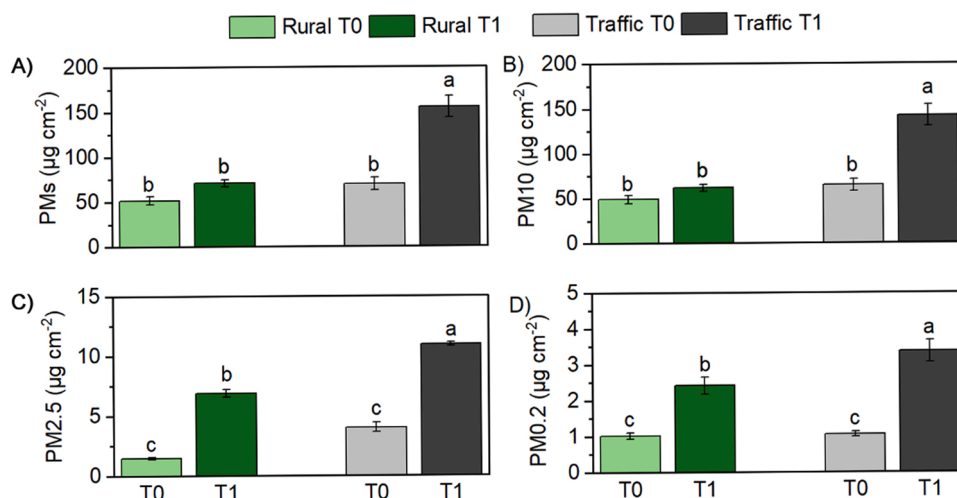 Rural T0 Rural T1 Traffic T0 Traffic T1
A)
PMs (µg cm⁻²)
200
150
100
50
0
b b b a
B)
PM10 (µg cm⁻²)
200
150
100
50
0
b b b a
C)
PM2.5 (µg cm⁻²)
15
10
5
0
c b c a
T0 T1 T0 T1
D)
PM0.2 (µg cm⁻²)
5
4
3
2
1
0
c b c a
T0 T1 T0 T1